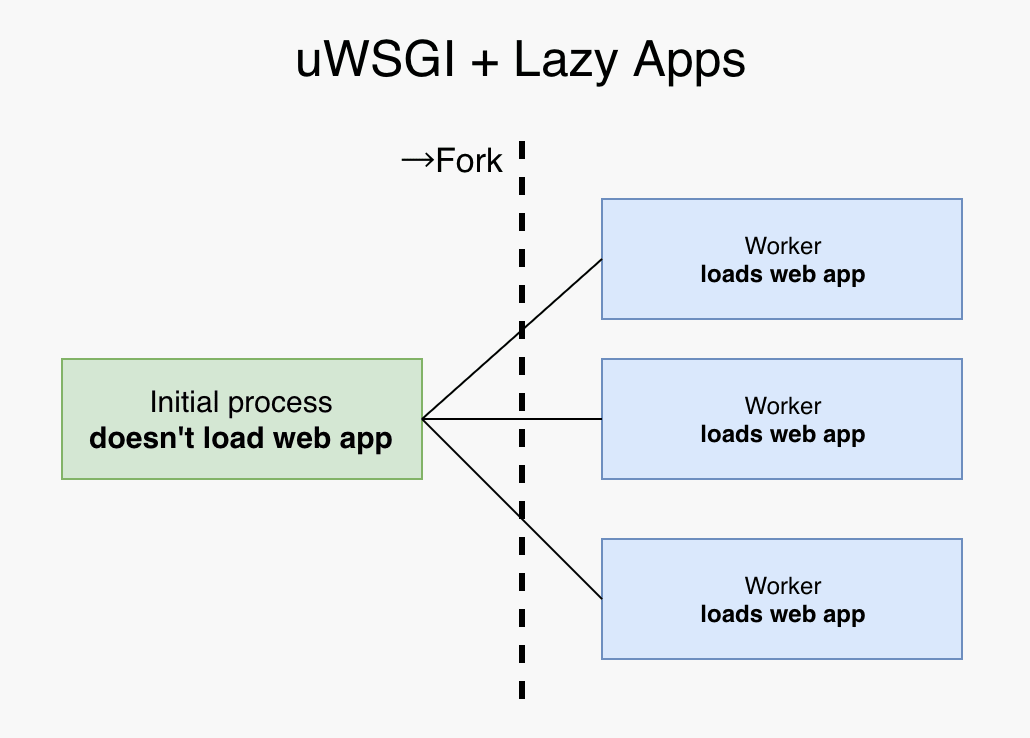 uWSGI + Lazy Apps
→Fork
Worker
loads web app
Initial process
doesn't load web app
Worker
loads web app
Worker
loads web app